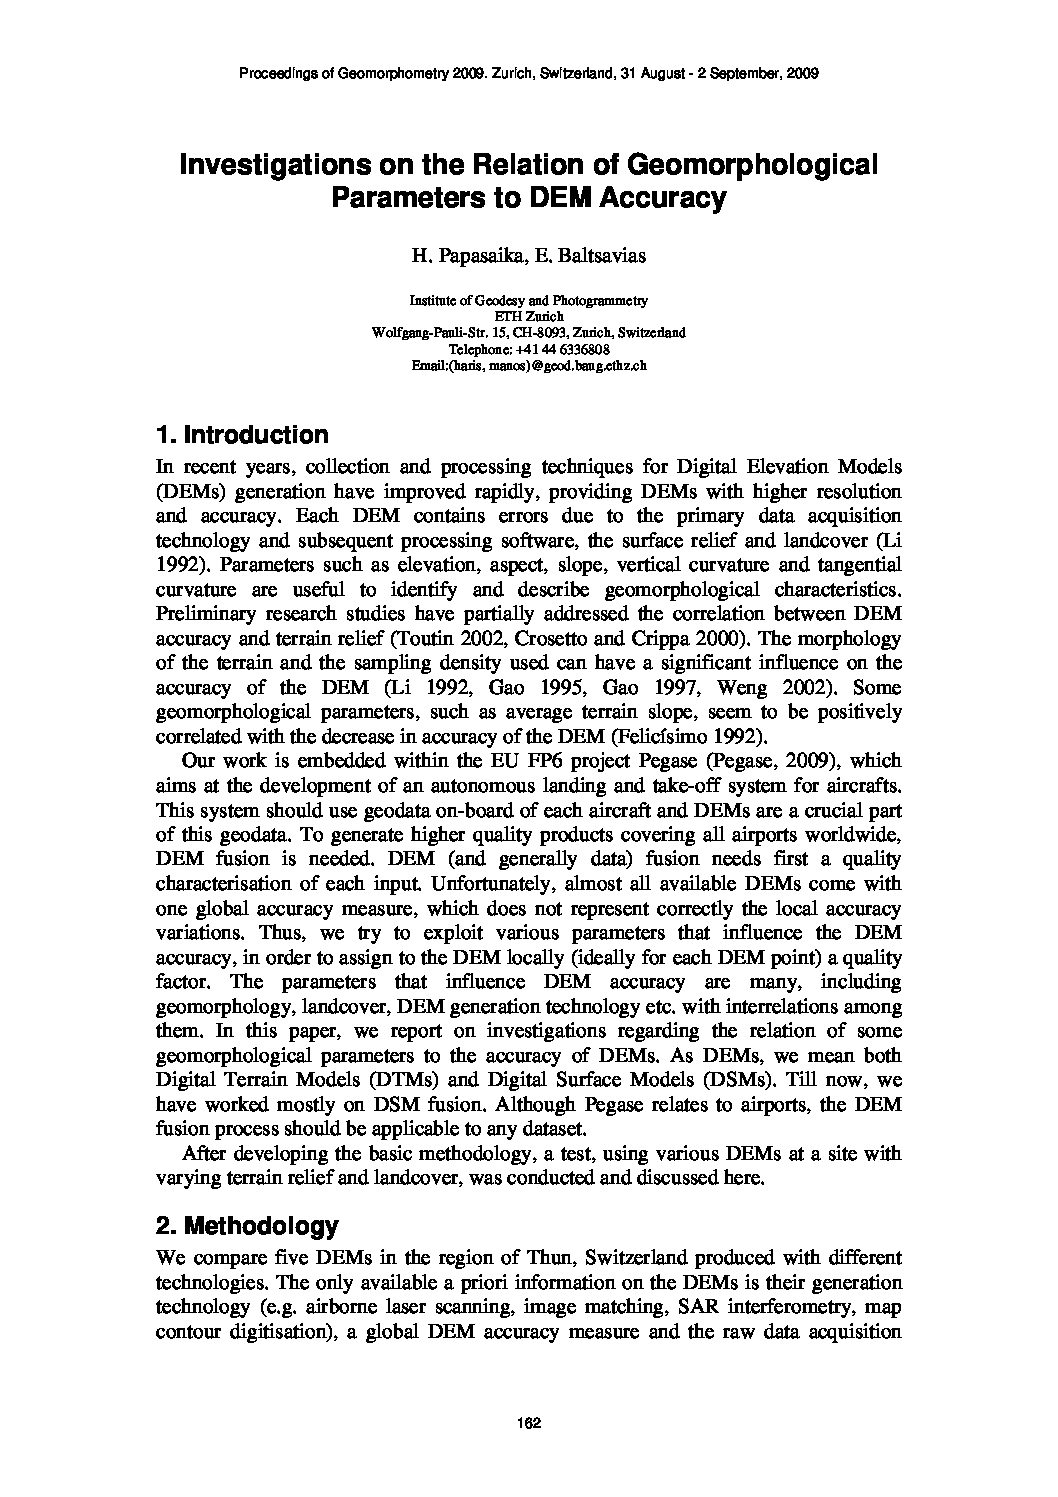 Proceedings of Geomorphometry 2009. Zurich, Switzerland, 31 August - 2 September, 2009
Investigations on the Relation of Geomorphological
Parameters to DEM Accuracy
H. Papasaika, E. Baltsavias
Institute of Geodesy and Photogrammetry
ETH Zurich
Wolfgang-Pauli-Str. 15, CH-8093, Zurich, Switzerland
Telephone: +41 44 6336808
Email:(haris, manos)@geod.baug.ethz.ch
1. Introduction
In recent years, collection and processing techniques for Digital Elevation Models
(DEMs) generation have improved rapidly, providing DEMs with higher resolution
and accuracy. Each DEM contains errors due to the primary data acquisition
technology and subsequent processing software, the surface relief and landcover (Li
1992). Parameters such as elevation, aspect, slope, vertical curvature and tangential
curvature are useful to identify and describe geomorphological characteristics.
Preliminary research studies have partially addressed the correlation between DEM
accuracy and terrain relief (Toutin 2002, Crosetto and Crippa 2000). The morphology
of the terrain and the sampling density used can have a significant influence on the
accuracy of the DEM (Li 1992, Gao 1995, Gao 1997, Weng 2002). Some
geomorphological parameters, such as average terrain slope, seem to be positively
correlated with the decrease in accuracy of the DEM (Felicísimo 1992).
Our work is embedded within the EU FP6 project Pegase (Pegase, 2009), which
aims at the development of an autonomous landing and take-off system for aircrafts.
This system should use geodata on-board of each aircraft and DEMs are a crucial part
of this geodata. To generate higher quality products covering all airports worldwide,
DEM fusion is needed. DEM (and generally data) fusion needs first a quality
characterisation of each input. Unfortunately, almost all available DEMs come with
one global accuracy measure, which does not represent correctly the local accuracy
variations. Thus, we try to exploit various parameters that influence the DEM
accuracy, in order to assign to the DEM locally (ideally for each DEM point) a quality
factor. The parameters that influence DEM accuracy are many, including
geomorphology, landcover, DEM generation technology etc. with interrelations among
them. In this paper, we report on investigations regarding the relation of some
geomorphological parameters to the accuracy of DEMs. As DEMs, we mean both
Digital Terrain Models (DTMs) and Digital Surface Models (DSMs). Till now, we
have worked mostly on DSM fusion. Although Pegase relates to airports, the DEM
fusion process should be applicable to any dataset.
After developing the basic methodology, a test, using various DEMs at a site with
varying terrain relief and landcover, was conducted and discussed here.
2. Methodology
We compare five DEMs in the region of Thun, Switzerland produced with different
technologies. The only available a priori information on the DEMs is their generation
technology (e.g. airborne laser scanning, image matching, SAR interferometry, map
contour digitisation), a global DEM accuracy measure and the raw data acquisition
162